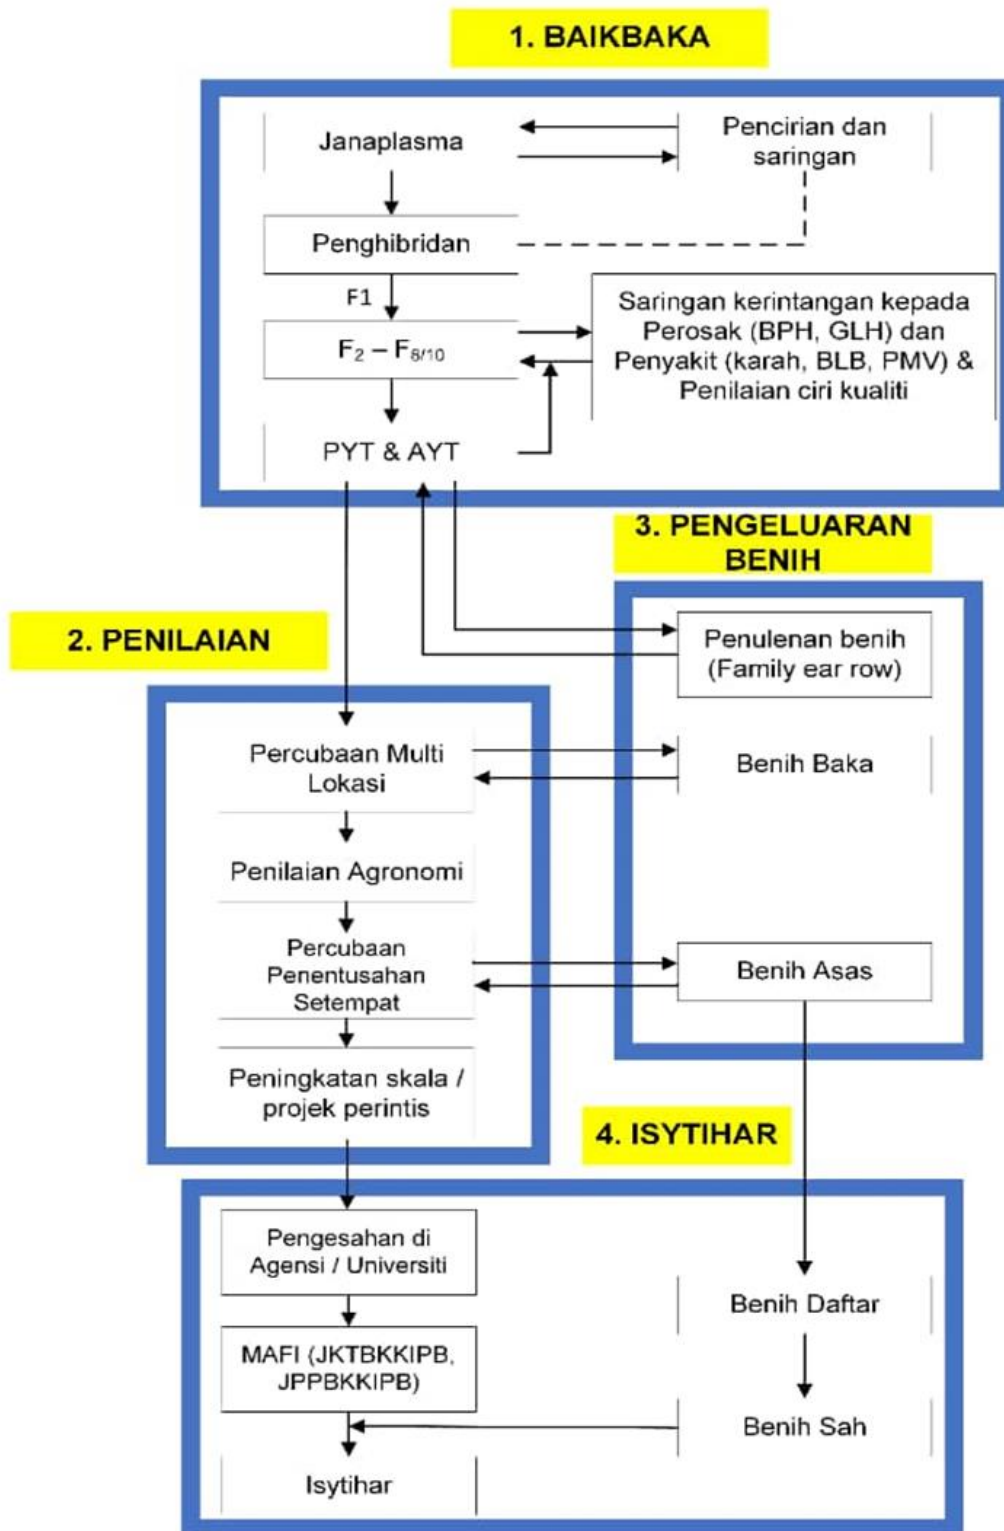 1. BAIKBAKA
Janaplasma
Pencirian dan
saringan
Penghibridan
F1
F2 – F8/10
Saringan kerintangan kepada
Perosak (BPH, GLH) dan
Penyakit (karah, BLB, PMV) &
Penilaian ciri kualiti
PYT & AYT
3. PENGELUARAN
BENIH
Penulenan benih
(Family ear row)
2. PENILAIAN
Percubaan Multi
Lokasi
Benih Baka
Penilaian Agronomi
Percubaan
Penentusahan
Setempat
Benih Asas
Peningkatan skala /
projek perintis
4. ISYTIHAR
Pengesahan di
Agensi / Universiti
Benih Daftar
MAFI (JKTBKKIPB,
JPPBKKIPB)
Benih Sah
Isytihar